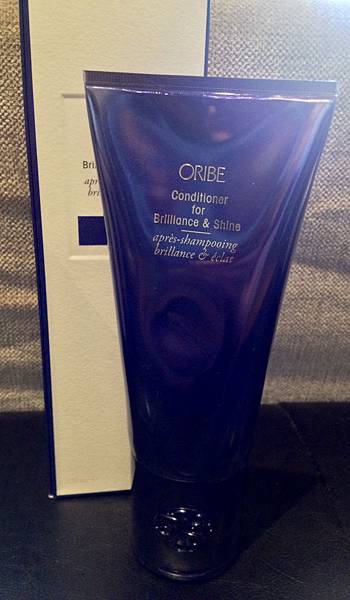 ORIBE
Conditioner
for
Brilliance & Shine
après-shampooing
brillance & éclat